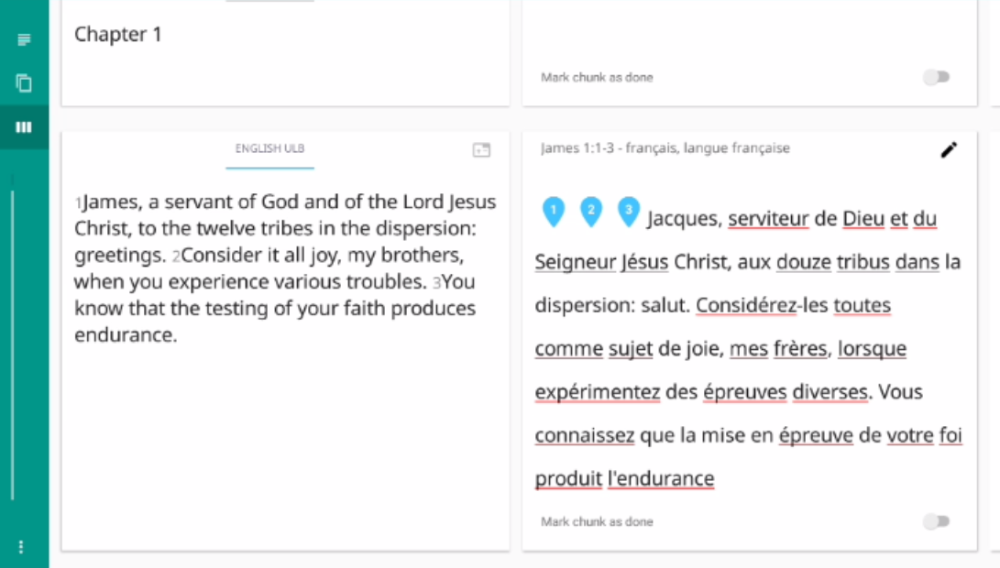 Chapter 1
Mark chunk as done
ENGLISH ULB
1James, a servant of God and of the Lord Jesus
Christ, to the twelve tribes in the dispersion:
greetings. 2Consider it all joy, my brothers,
when you experience various troubles. 3You
know that the testing of your faith produces
endurance.
James 1:1-3 - français, langue française
1 2 3 Jacques, serviteur de Dieu et du
Seigneur Jésus Christ, aux douze tribus dans la
dispersion: salut. Considérez-les toutes
comme sujet de joie, mes frères, lorsque
expérimentez des épreuves diverses. Vous
connaissez que la mise en épreuve de votre foi
produit l'endurance
Mark chunk as done